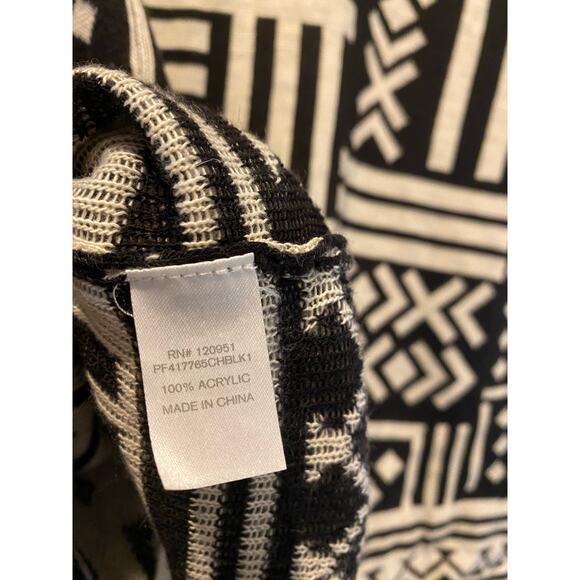 RN# 120951
PF417765CHBLK1
100% ACRYLIC
MADE IN CHINA